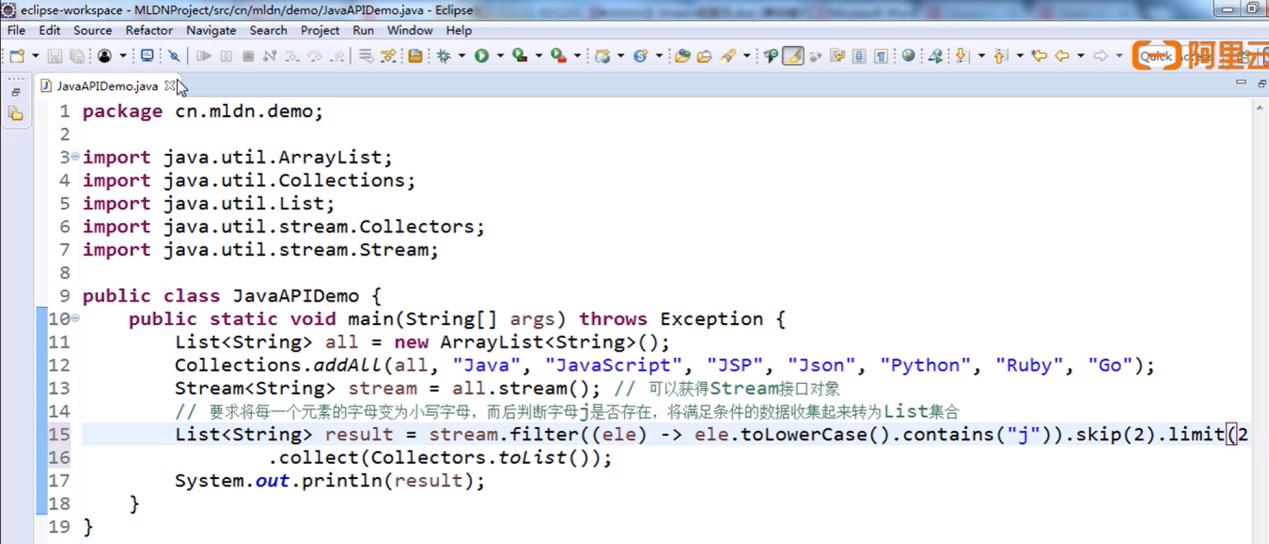 eclipse-workspace - MLDNProject/src/cn/mldn/demo/JavaAPIDemo.java - Eclipse
File Edit Source Refactor Navigate Search Project Run Window Help
Quick
阿里云
JavaAPIDemo.java
1 package cn.mldn.demo;
2
3 import java.util.ArrayList;
4 import java.util.Collections;
5 import java.util.List;
6 import java.util.stream.Collectors;
7 import java.util.stream.Stream;
8
9 public class JavaAPIDemo {
10 public static void main(String[] args) throws Exception {
11 List<String> all = new ArrayList<String>();
12 Collections.addAll(all, "Java", "JavaScript", "JSP", "Json", "Python", "Ruby", "Go");
13 Stream<String> stream = all.stream(); // 可以获得Stream接口对象
14 // 要求将每一个元素的字母变为小写字母，而后判断字母j是否存在，将满足条件的数据收集起来转为List集合
15 List<String> result = stream.filter((ele) -> ele.toLowerCase().contains("j")).skip(2).limit(2
16 .collect(Collectors.toList());
17 System.out.println(result);
18 }
19 }